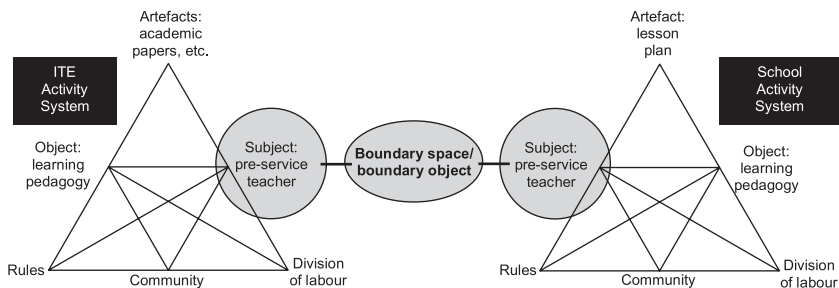 Artefacts:
academic
papers, etc.
ITE
Activity
System
Object:
learning
pedagogy
Subject:
pre-service
teacher
Rules
Community
Division
of labour
Boundary space/
boundary object
Artefact:
lesson
plan
School
Activity
System
Subject:
pre-service
teacher
Object:
learning
pedagogy
Rules
Community
Division
of labour